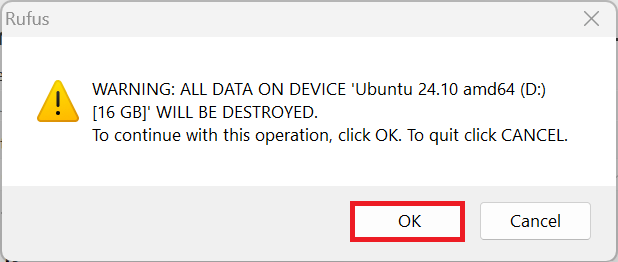 Rufus
WARNING: ALL DATA ON DEVICE 'Ubuntu 24.10 amd64 (D:)
[16 GB]' WILL BE DESTROYED.
To continue with this operation, click OK. To quit click CANCEL.
OK
Cancel